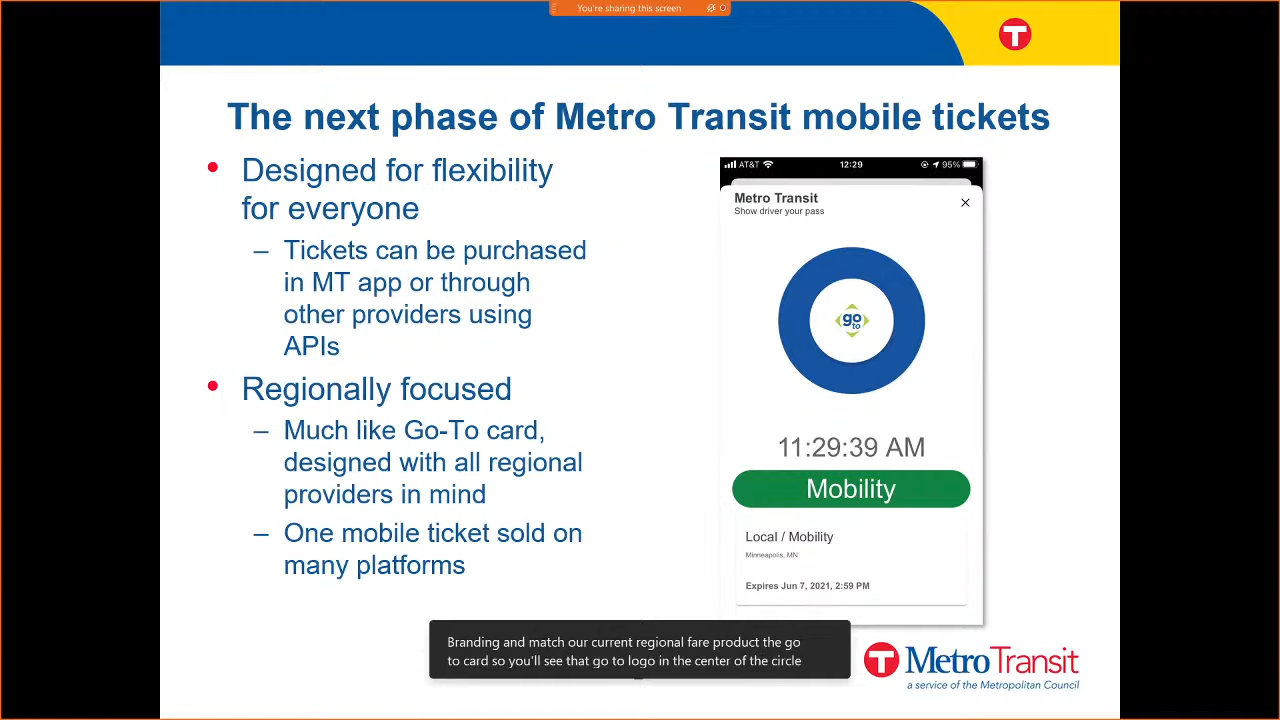 You're sharing this screen
T
The next phase of Metro Transit mobile tickets
• Designed for flexibility
for everyone
– Tickets can be purchased
in MT app or through
other providers using
APIs
• Regionally focused
– Much like Go-To card,
designed with all regional
providers in mind
– One mobile ticket sold on
many platforms
AT&T 12:29 95%
Metro Transit
Show driver your pass
go
to
11:29:39 AM
Mobility
Local / Mobility
Minneapolis, MN
Expires Jun 7, 2021, 2:59 PM
Branding and match our current regional fare product the go
to card so you'll see that go to logo in the center of the circle
T MetroTransit
a service of the Metropolitan Council